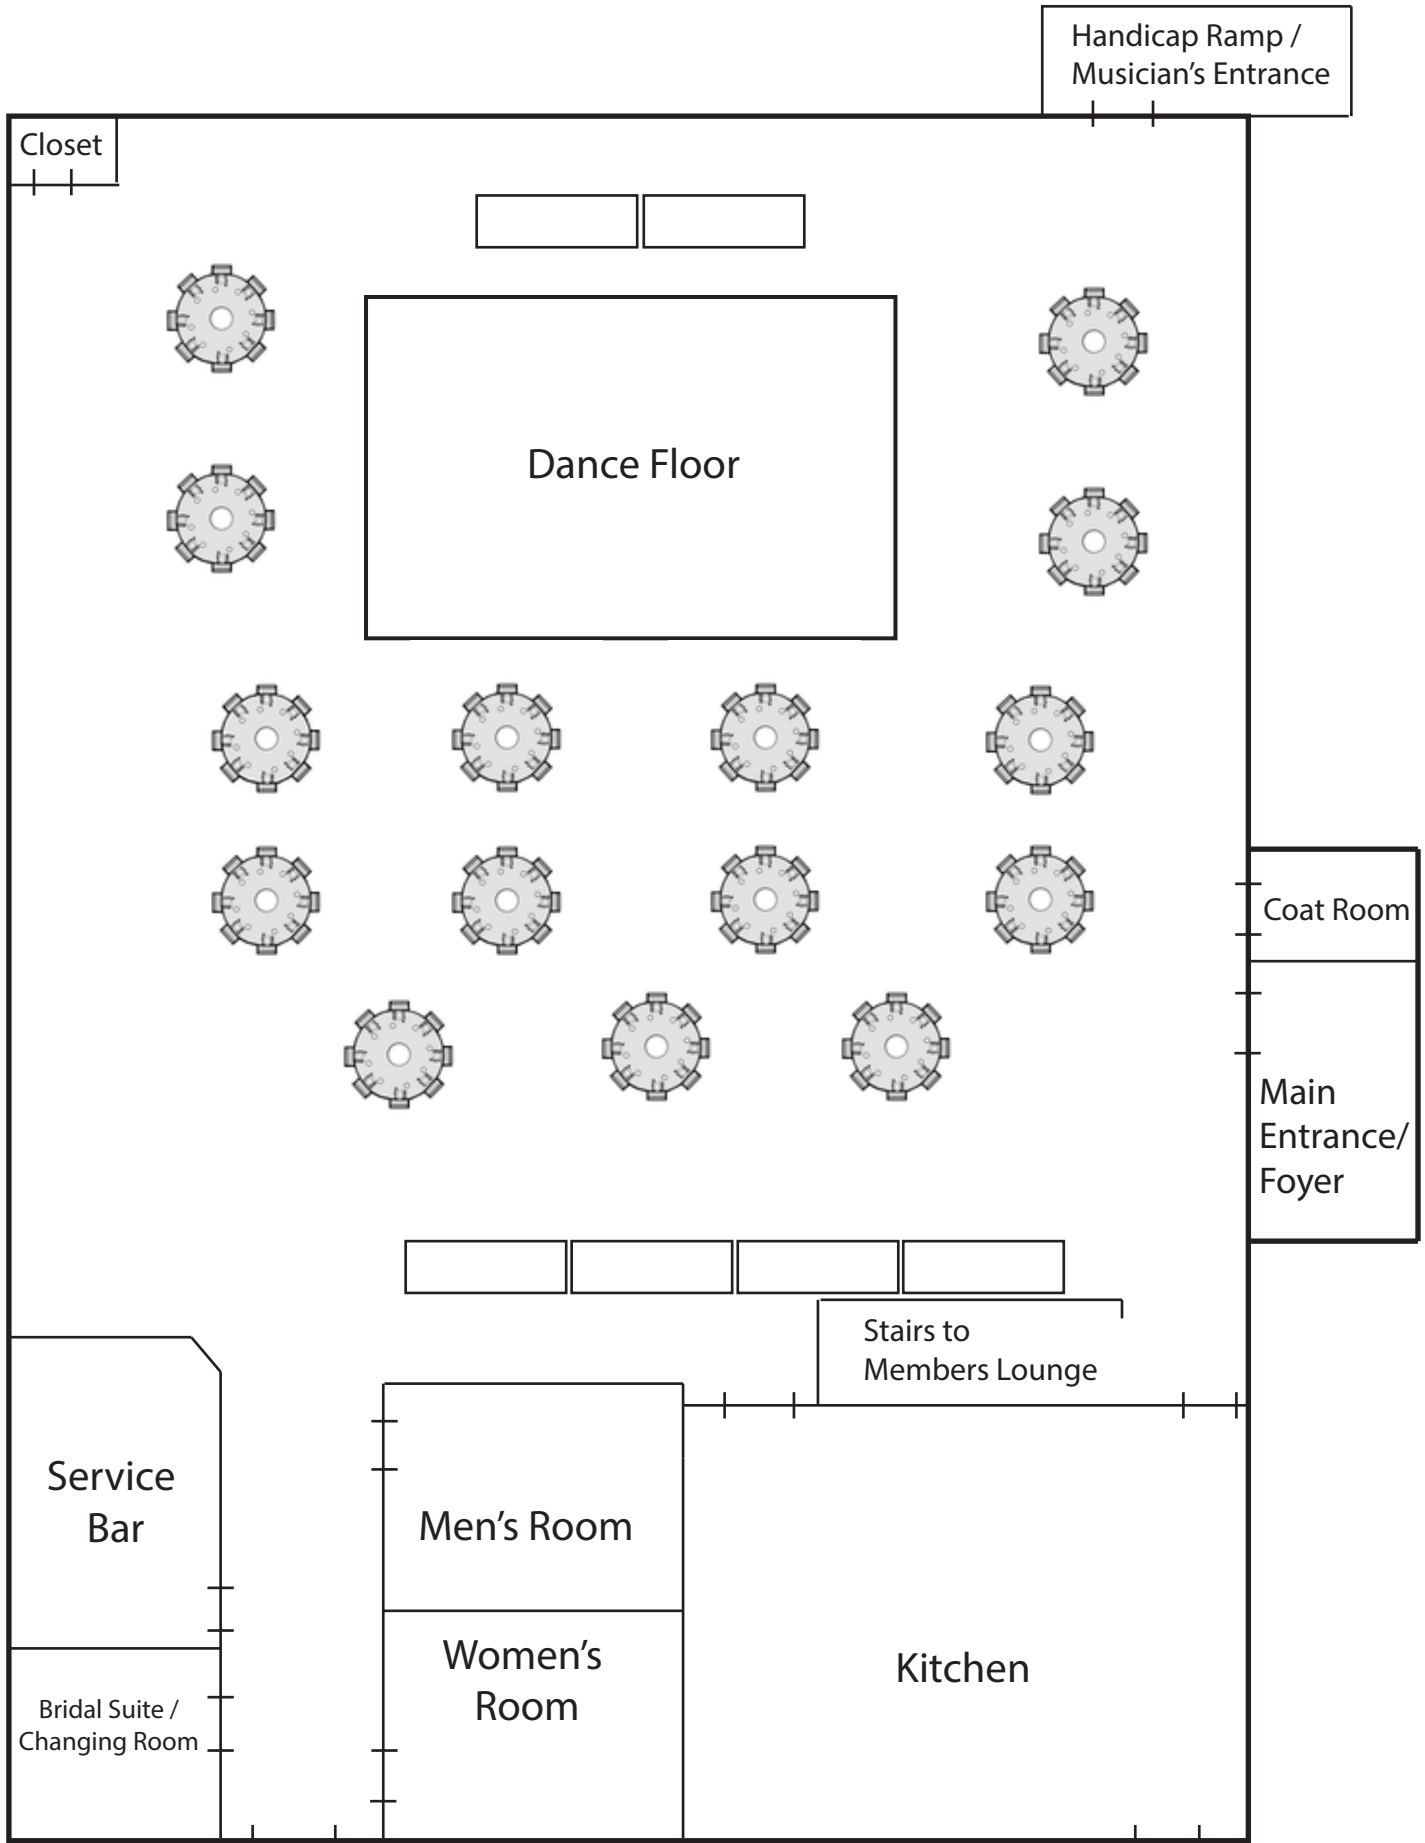 Handicap Ramp /
Musician’s Entrance
Closet
Dance Floor
Coat Room
Main
Entrance/
Foyer
Stairs to
Members Lounge
Service
Bar
Men’s Room
Women’s
Room
Kitchen
Bridal Suite /
Changing Room